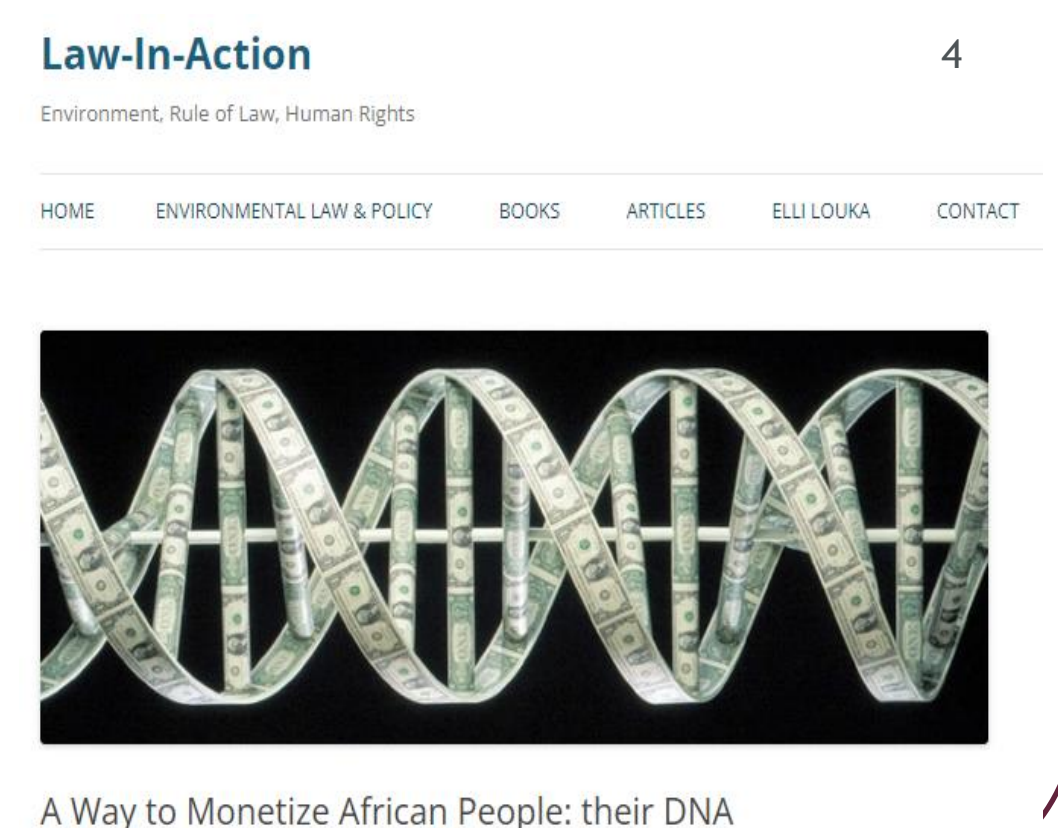 Law-In-Action
4
Environment, Rule of Law, Human Rights
HOME ENVIRONMENTAL LAW & POLICY BOOKS ARTICLES ELLI LOUKA CONTACT
A Way to Monetize African People: their DNA